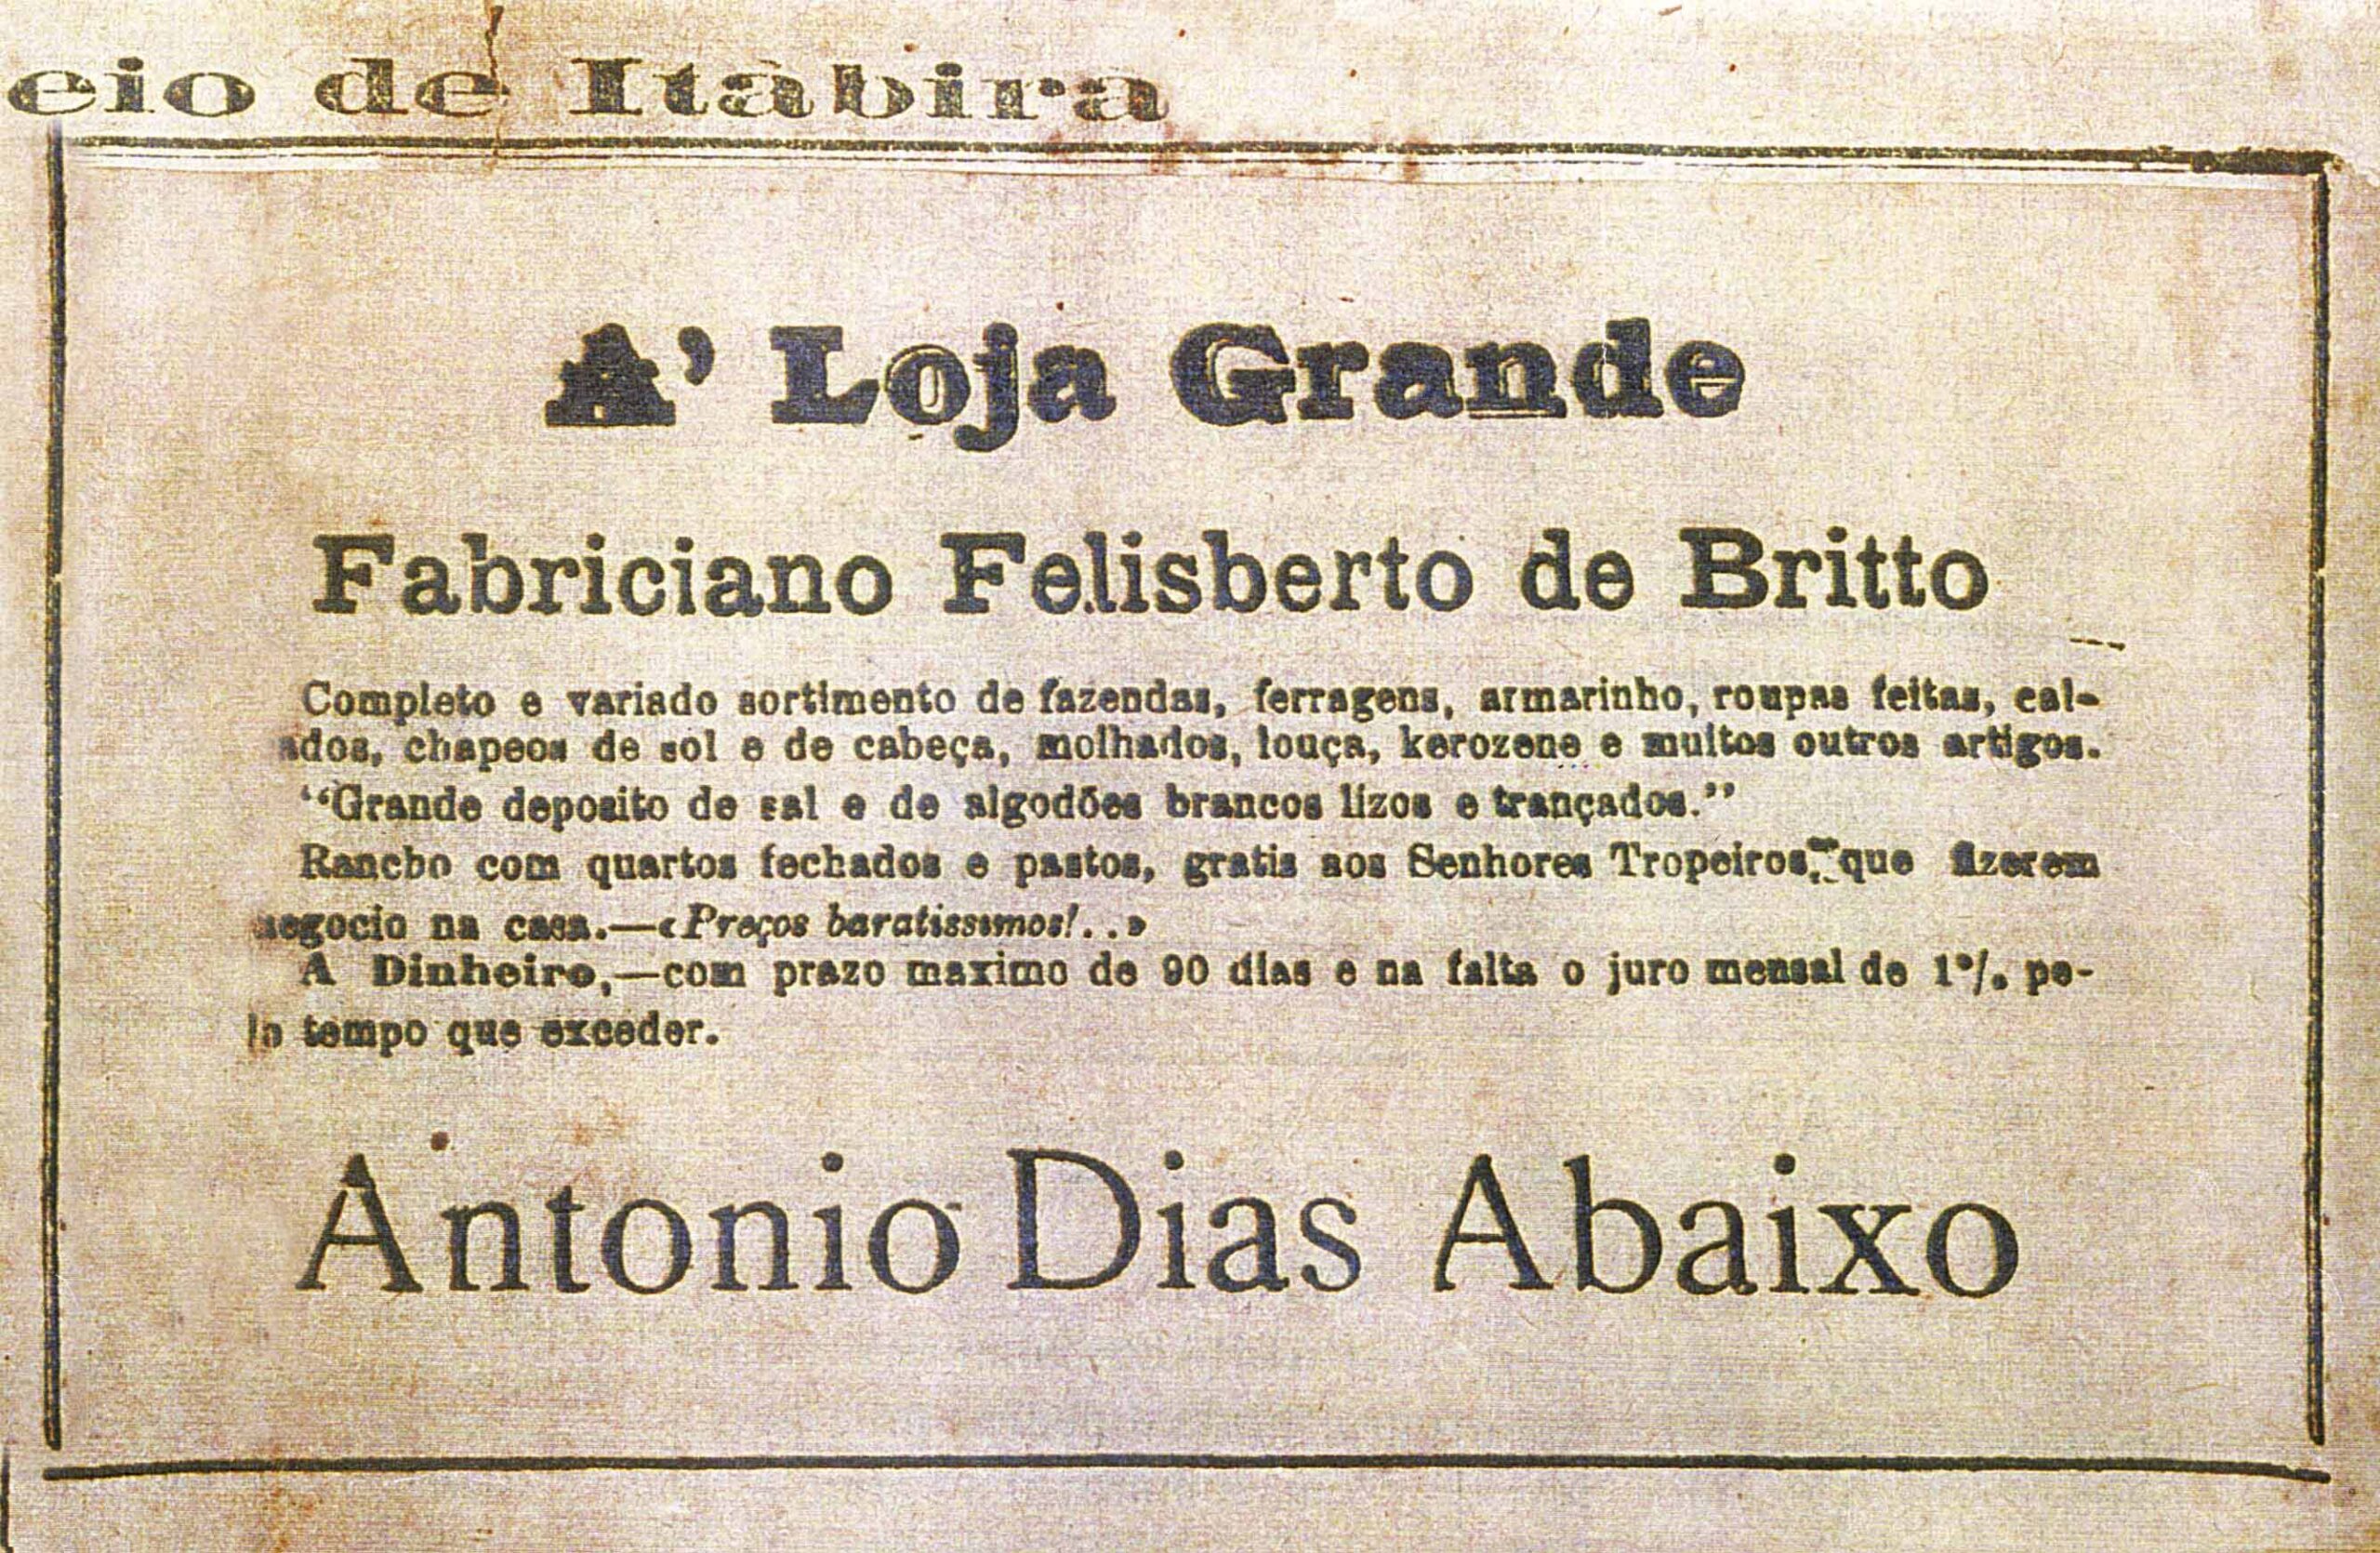 eio de Itabira
A' Loja Grande
Fabriciano Felisberto de Britto
Completo e variado sortimento de fazendas, ferragens, armarinho, roupas feitas, cal-
ados, chapeos de sol e de cabeça, molhados, louça, kerozene e muitos outros artigos.
“Grande deposito de sal e de algodões brancos lizos e trançados.”
Rancho com quartos fechados e pastos, gratis aos Senhores Tropeiros, que fizerem
negocio na casa.—«Preços baratissimos!..»
A Dinheiro,—com prazo maximo de 90 dias e na falta o juro mensal de 1º/. pe-
lo tempo que exceder.
Antonio Dias Abaixo